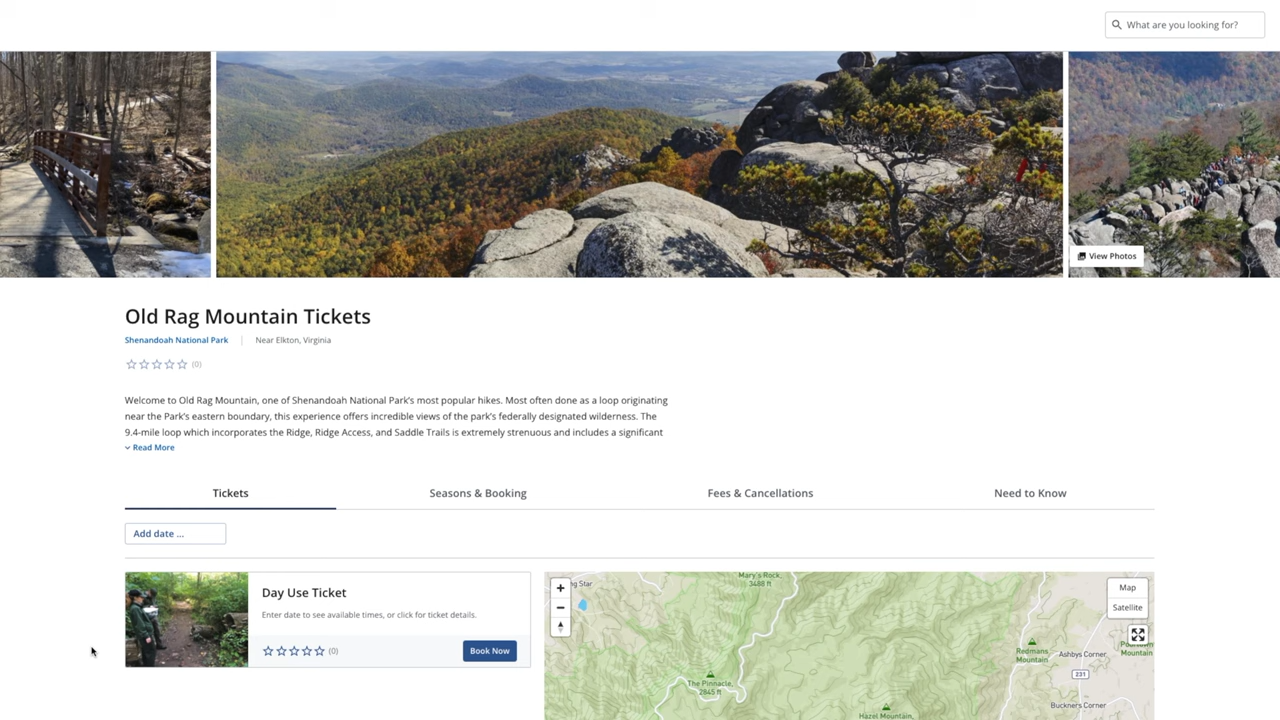 What are you looking for?
View Photos
Old Rag Mountain Tickets
Shenandoah National Park
Near Elkton, Virginia
(0)
Welcome to Old Rag Mountain, one of Shenandoah National Park's most popular hikes. Most often done as a loop originating
near the Park's eastern boundary, this experience offers incredible views of the park's federally designated wilderness. The
9.4-mile loop which incorporates the Ridge, Ridge Access, and Saddle Trails is extremely strenuous and includes a significant
Read More
Tickets
Seasons & Booking
Fees & Cancellations
Need to Know
Add date ...
Day Use Ticket
Enter date to see available times, or click for ticket details.
(0)
Book Now
ng Star
Mary's Rock,
3488 ft
Map
Satellite
Redmans
Mountain
Ashbys Corner
Mountain
231
The Pinnacle,
2845 ft
Buckners Corner
Hazel Mountain,